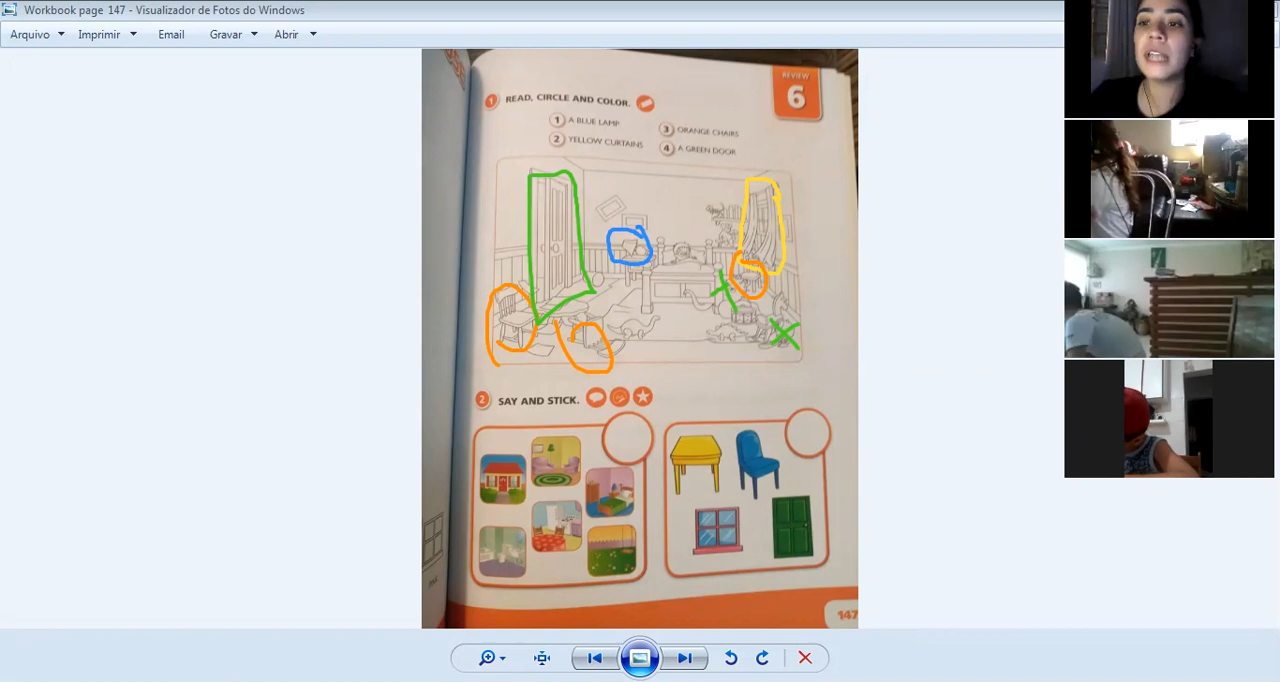 Workbook page 147 - Visualizador de Fotos do Windows
Arquivo Imprimir Email Gravar Abrir
REVIEW
6
1 READ, CIRCLE AND COLOR.
1 A BLUE LAMP
2 YELLOW CURTAINS
3 ORANGE CHAIRS
4 A GREEN DOOR
2 SAY AND STICK.
147